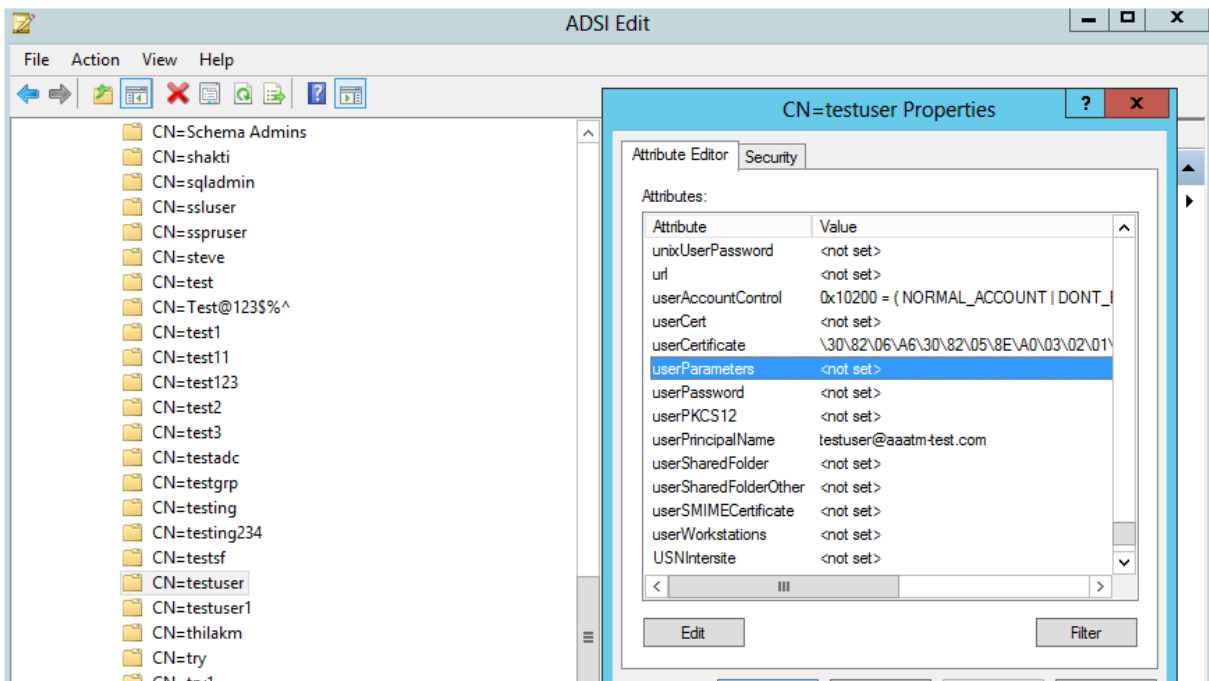 ADSI Edit
File Action View Help
CN=Schema Admins
CN=shakti
CN=sqladmin
CN=ssluser
CN=sspruser
CN=steve
CN=test
CN=Test@123$%^
CN=test1
CN=test11
CN=test123
CN=test2
CN=test3
CN=testadc
CN=testgrp
CN=testing
CN=testing234
CN=testsf
CN=testuser
CN=testuser1
CN=thilakm
CN=try
CN=try1
CN=testuser Properties
Attribute Editor Security
Attributes:
Attribute Value
unixUserPassword <not set>
url <not set>
userAccountControl 0x10200 = ( NORMAL_ACCOUNT | DONT_
userCert <not set>
userCertificate \30\82\06\A6\30\82\05\8E\A0\03\02\01\
userParameters <not set>
userPassword <not set>
userPKCS12 <not set>
userPrincipalName testuser@aaatm-test.com
userSharedFolder <not set>
userSharedFolderOther <not set>
userSMIMECertificate <not set>
userWorkstations <not set>
USNIntersite <not set>
Edit Filter